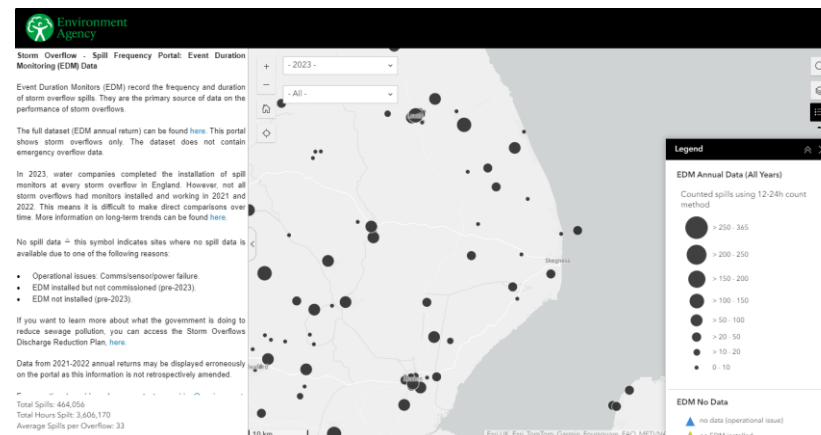 Environment
Agency
Storm Overflow - Spill Frequency Portal: Event Duration
Monitoring (EDM) Data
Event Duration Monitors (EDM) record the frequency and duration
of storm overflow spills. They are the primary source of data on the
performance of storm overflows.
The full dataset (EDM annual return) can be found here. This portal
shows storm overflows only. The dataset does not contain
emergency overflow data.
In 2023, water companies completed the installation of spill
monitors at every storm overflow in England. However, not all
storm overflows had monitors installed and working in 2021 and
2022. This means it is difficult to make direct comparisons over
time. More information on long-term trends can be found here.
No spill data this symbol indicates sites where no spill data is
available due to one of the following reasons:
• Operational issues: Comms/sensor/power failure.
• EDM installed but not commissioned (pre-2023).
• EDM not installed (pre-2023).
If you want to learn more about what the government is doing to
reduce sewage pollution, you can access the Storm Overflows
Discharge Reduction Plan, here.
Data from 2021-2022 annual returns may be displayed erroneously
on the portal as this information is not retrospectively amended.
Total Spills: 464,056
Total Hours Spilt: 3,606,170
Average Spills per Overflow: 33
+
- 2023 -
−
- All -
Skegness
10 km
Legend
EDM Annual Data (All Years)
Counted spills using 12-24h count
method
> 250 - 365
> 200 - 250
> 150 - 200
> 100 - 150
> 50 - 100
> 20 - 50
> 10 - 20
0 - 10
EDM No Data
no data (operational issue)